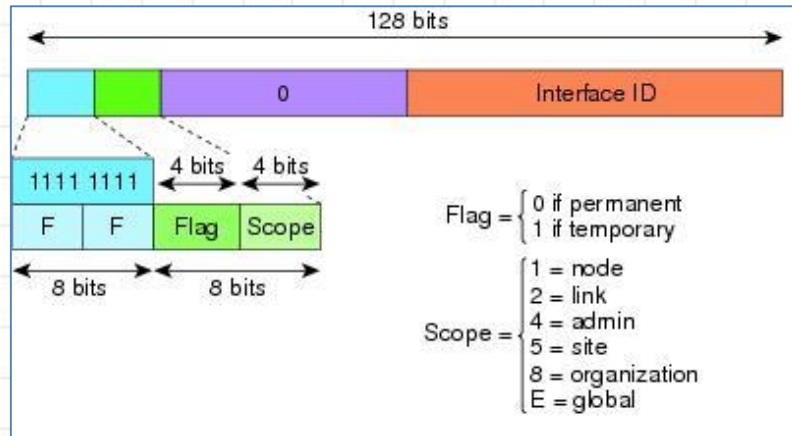 128 bits
0 Interface ID
4 bits 4 bits
1111 1111
F F Flag Scope
8 bits 8 bits
Flag =
0 if permanent
1 if temporary
Scope =
1 = node
2 = link
4 = admin
5 = site
8 = organization
E = global